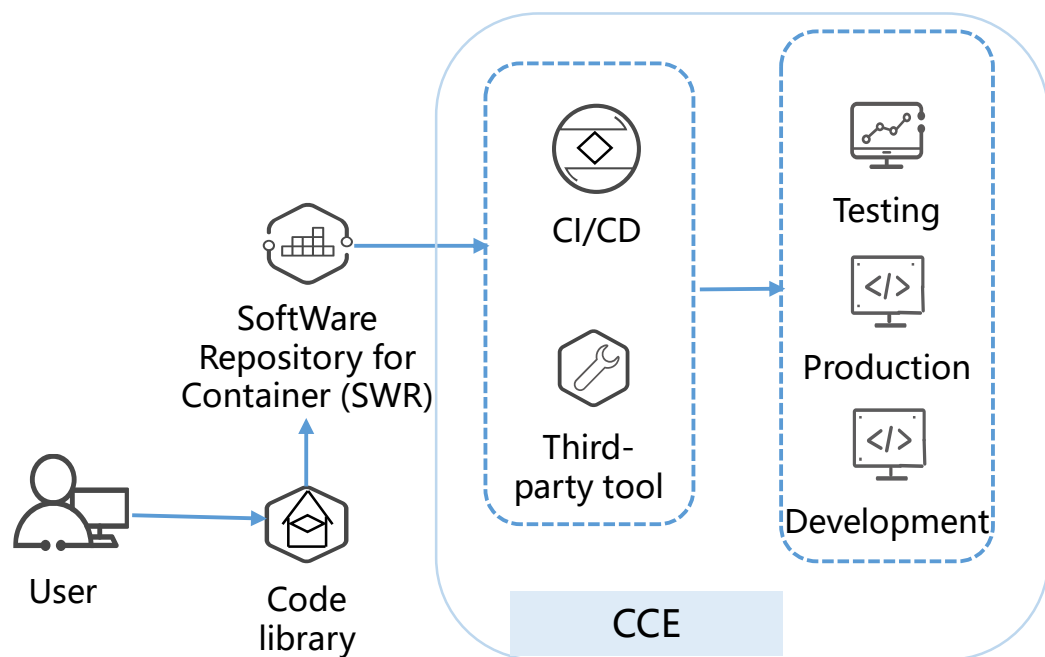 CI/CD
Third-
party tool
Testing
Production
Development
SoftWare
Repository for
Container (SWR)
User
Code
library
CCE